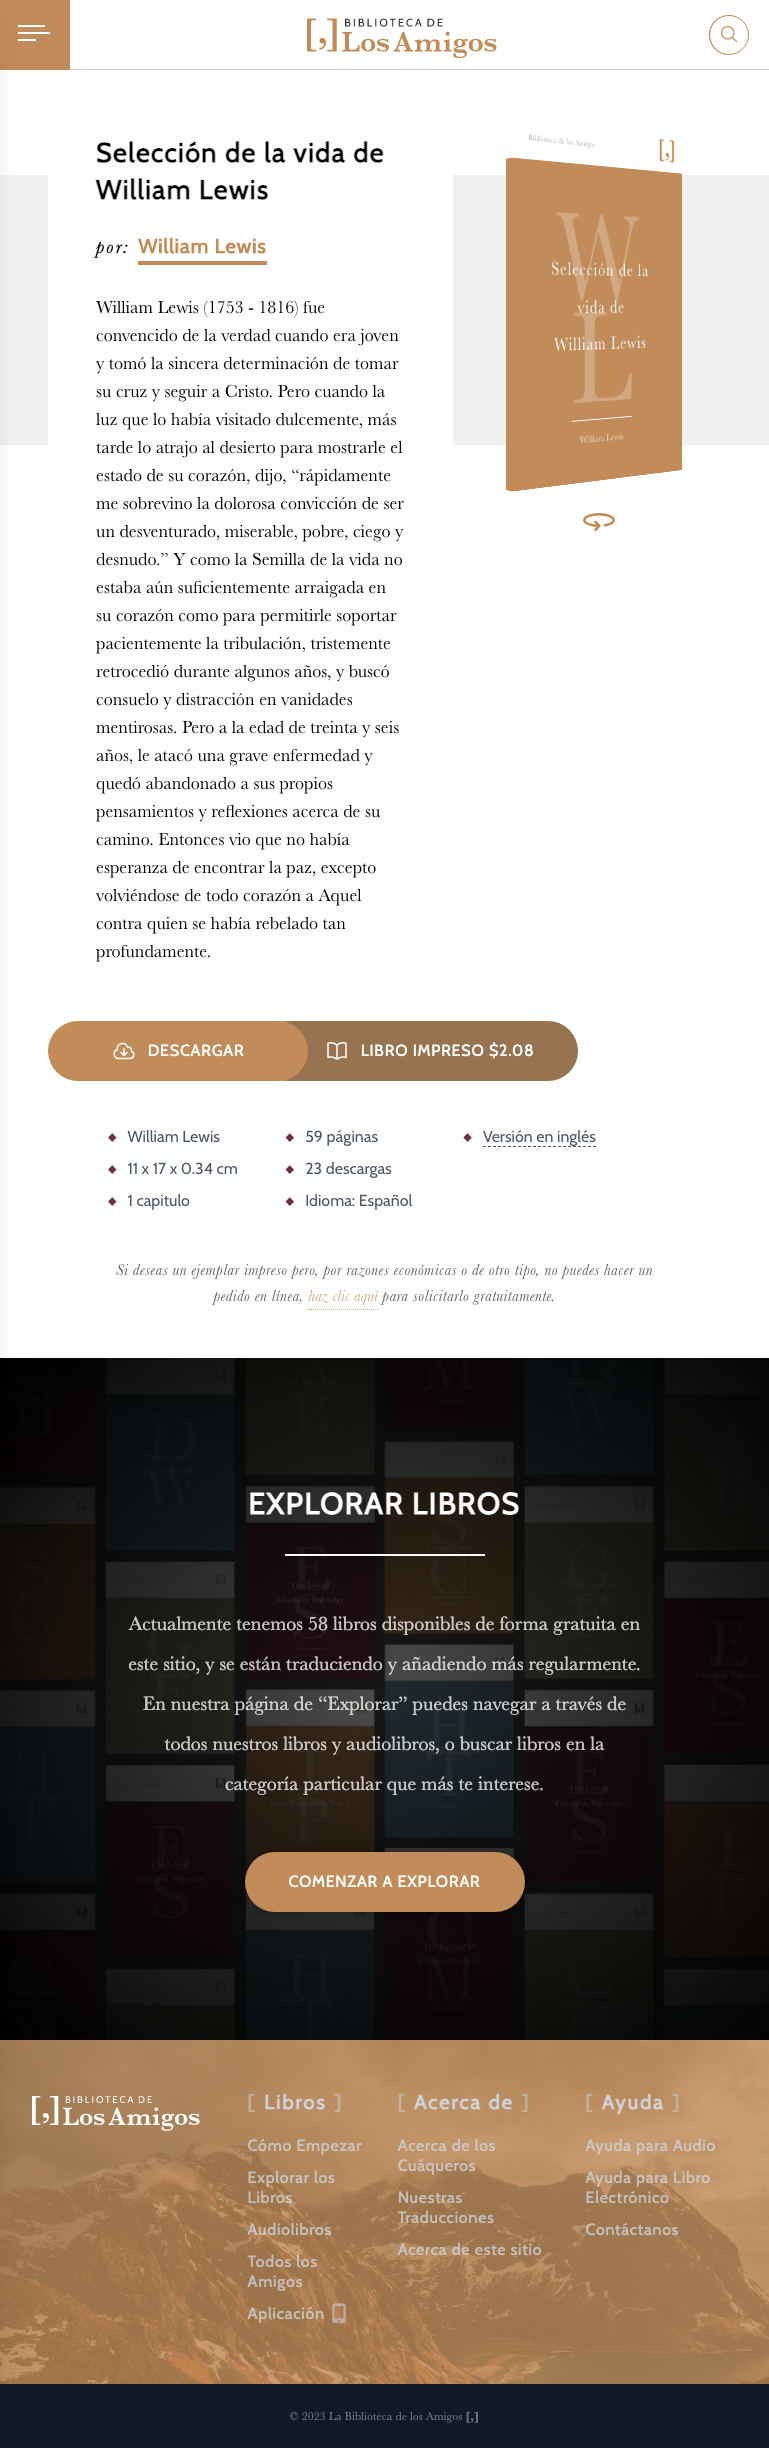 BIBLIOTECA DE
Los Amigos
Selección de la vida de
William Lewis
por: William Lewis
William Lewis (1753 - 1816) fue
convencido de la verdad cuando era joven
y tomó la sincera determinación de tomar
su cruz y seguir a Cristo. Pero cuando la
luz que lo había visitado dulcemente, más
tarde lo atrajo al desierto para mostrarle el
estado de su corazón, dijo, “rápidamente
me sobrevino la dolorosa convicción de ser
un desventurado, miserable, pobre, ciego y
desnudo.” Y como la Semilla de la vida no
estaba aún suficientemente arraigada en
su corazón como para permitirle soportar
pacientemente la tribulación, tristemente
retrocedió durante algunos años, y buscó
consuelo y distracción en vanidades
mentirosas. Pero a la edad de treinta y seis
años, le atacó una grave enfermedad y
quedó abandonado a sus propios
pensamientos y reflexiones acerca de su
camino. Entonces vio que no había
esperanza de encontrar la paz, excepto
volviéndose de todo corazón a Aquel
contra quien se había rebelado tan
profundamente.
Biblioteca de los Amigos
[,]
W
L
Selección de la
vida de
William Lewis
William Lewis
DESCARGAR
LIBRO IMPRESO $2.08
William Lewis
59 páginas
Versión en inglés
11 x 17 x 0.34 cm
23 descargas
1 capitulo
Idioma: Español
Si deseas un ejemplar impreso pero, por razones económicas o de otro tipo, no puedes hacer un
pedido en línea, haz clic aquí para solicitarlo gratuitamente.
EXPLORAR LIBROS
Actualmente tenemos 58 libros disponibles de forma gratuita en
este sitio, y se están traduciendo y añadiendo más regularmente.
En nuestra página de “Explorar” puedes navegar a través de
todos nuestros libros y audiolibros, o buscar libros en la
categoría particular que más te interese.
COMENZAR A EXPLORAR
BIBLIOTECA DE
Los Amigos
[ Libros ]
Cómo Empezar
Explorar los
Libros
Audiolibros
Todos los
Amigos
Aplicación
[ Acerca de ]
Acerca de los
Cuáqueros
Nuestras
Traducciones
Acerca de este sitio
[ Ayuda ]
Ayuda para Audio
Ayuda para Libro
Electrónico
Contáctanos
© 2023 La Biblioteca de los Amigos [,]